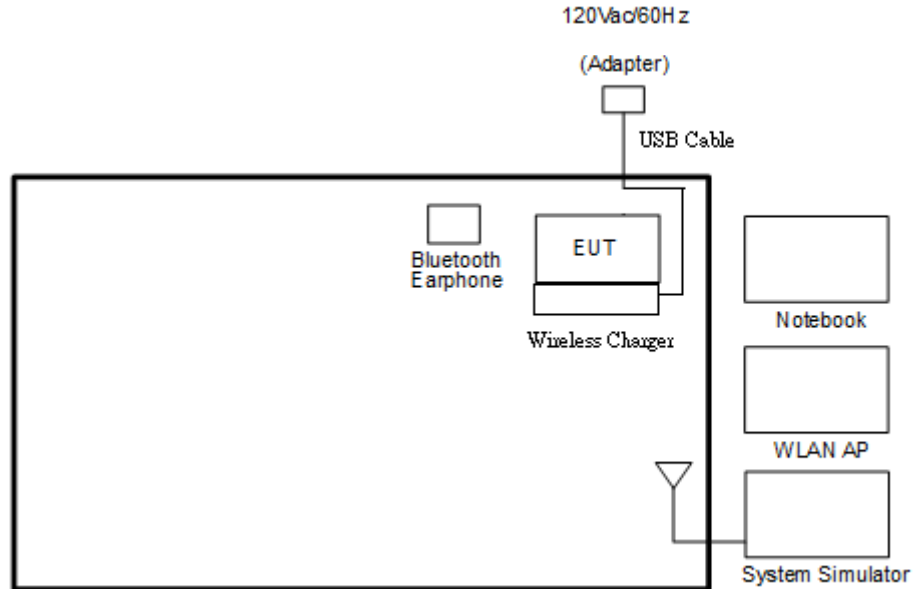 120Vac/60Hz
(Adapter)
USB Cable
Bluetooth
Earphone
EUT
Wireless Charger
Notebook
WLAN AP
System Simulator